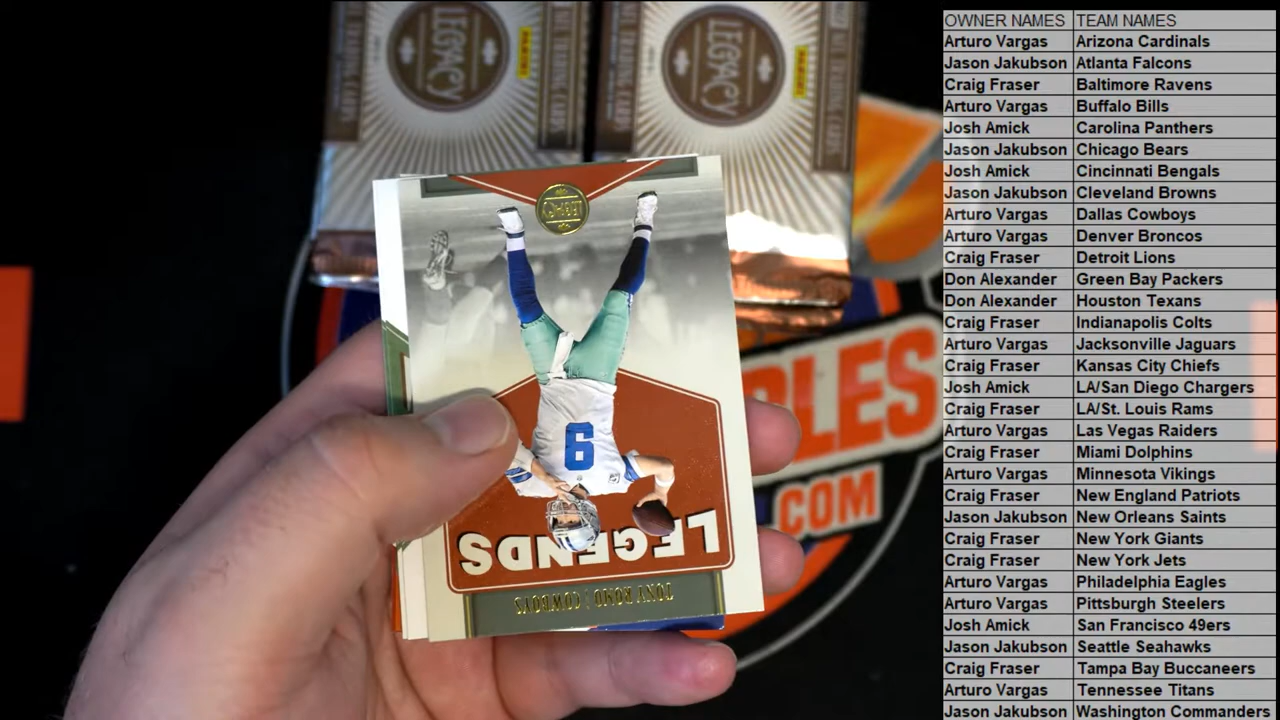 LEGACY
PANINI
LEGACY
PANINI
LEGACY
9
LEGENDS
TONY ROMO | COWBOYS
BLES
.COM
OWNER NAMES TEAM NAMES
Arturo Vargas Arizona Cardinals
Jason Jakubson Atlanta Falcons
Craig Fraser Baltimore Ravens
Arturo Vargas Buffalo Bills
Josh Amick Carolina Panthers
Jason Jakubson Chicago Bears
Josh Amick Cincinnati Bengals
Jason Jakubson Cleveland Browns
Arturo Vargas Dallas Cowboys
Arturo Vargas Denver Broncos
Craig Fraser Detroit Lions
Don Alexander Green Bay Packers
Don Alexander Houston Texans
Craig Fraser Indianapolis Colts
Arturo Vargas Jacksonville Jaguars
Craig Fraser Kansas City Chiefs
Josh Amick LA/San Diego Chargers
Craig Fraser LA/St. Louis Rams
Arturo Vargas Las Vegas Raiders
Craig Fraser Miami Dolphins
Arturo Vargas Minnesota Vikings
Craig Fraser New England Patriots
Jason Jakubson New Orleans Saints
Craig Fraser New York Giants
Craig Fraser New York Jets
Arturo Vargas Philadelphia Eagles
Arturo Vargas Pittsburgh Steelers
Josh Amick San Francisco 49ers
Jason Jakubson Seattle Seahawks
Craig Fraser Tampa Bay Buccaneers
Arturo Vargas Tennessee Titans
Jason Jakubson Washington Commanders